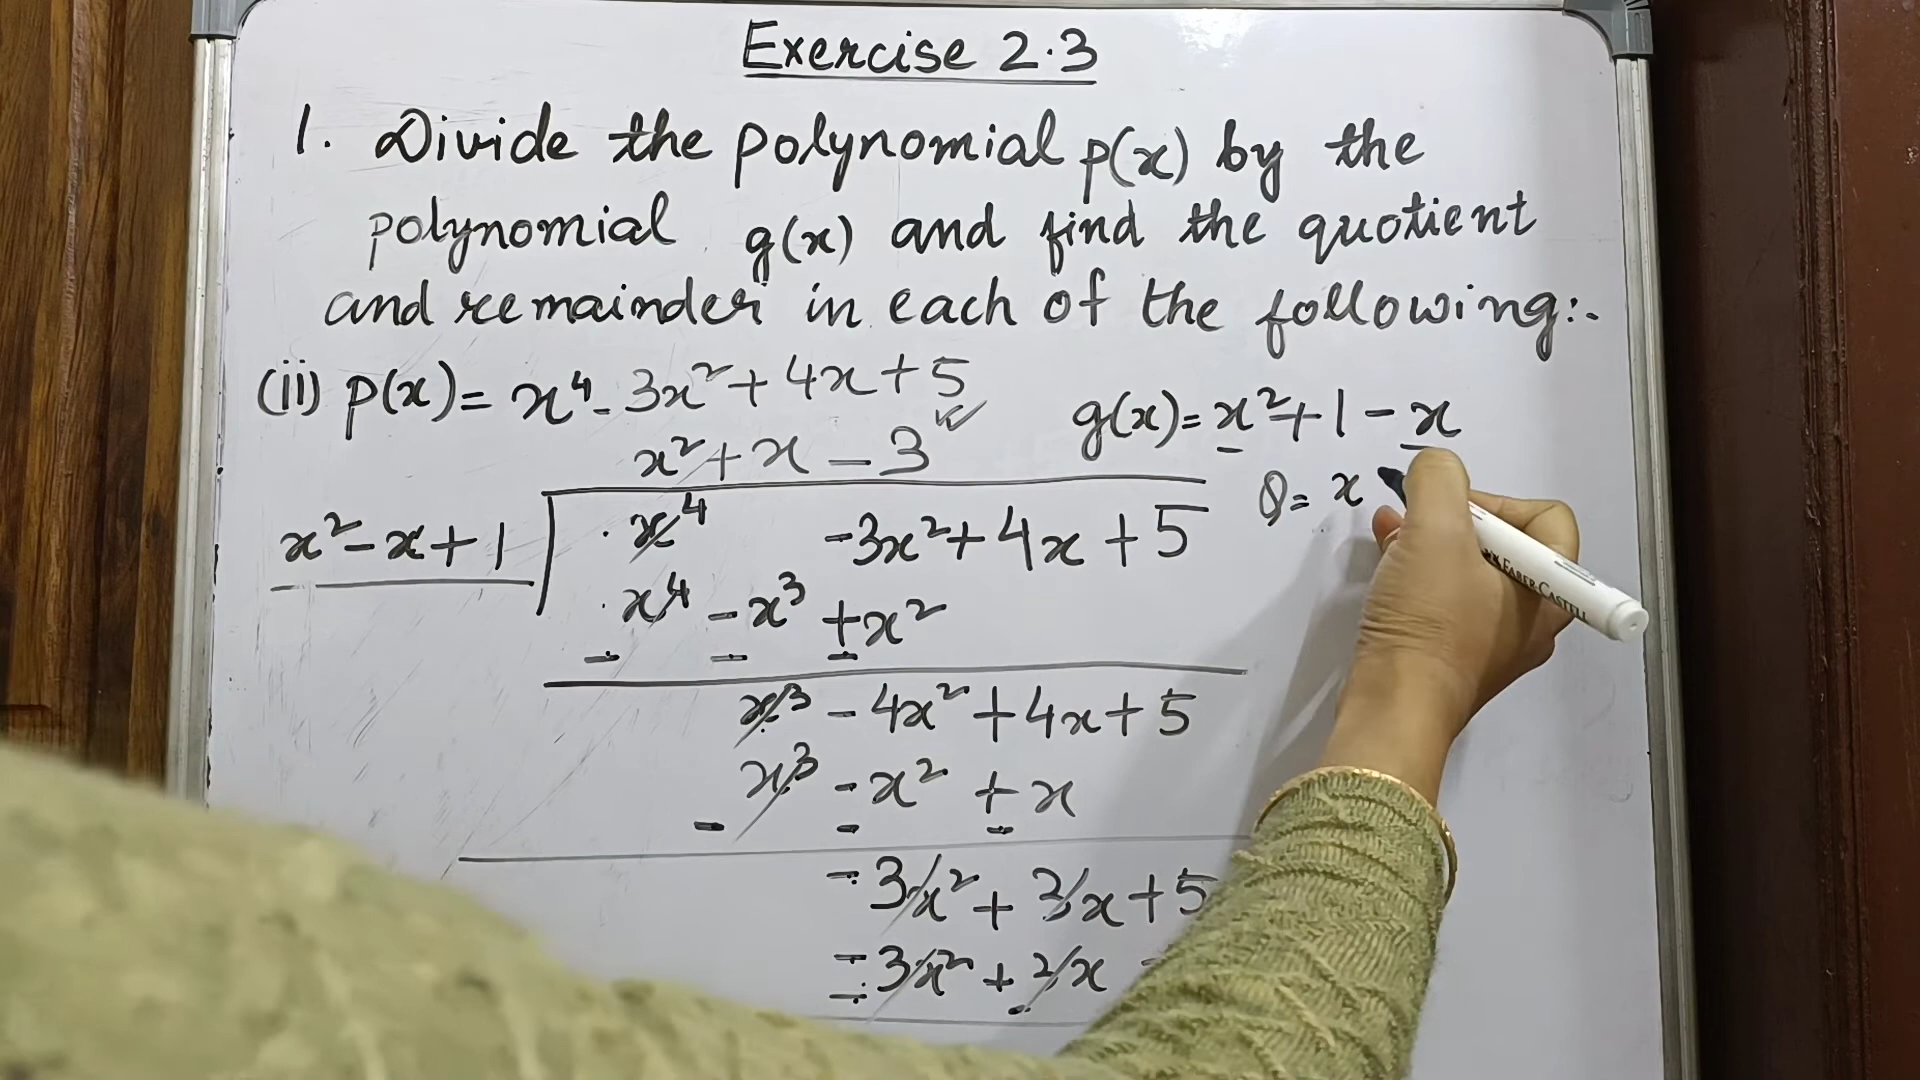 Exercise 2.3
1. Divide the polynomial p(x) by the
polynomial g(x) and find the quotient
and remainder in each of the following:-
(ii) p(x) = x⁴ - 3x² + 4x + 5
g(x) = x² + 1 - x
x² + x - 3
Q = x
x² - x + 1
x⁴ -3x² + 4x + 5
x⁴ - x³ + x²
x³ - 4x² + 4x + 5
x³ - x² + x
-3x² + 3x + 5
-3x² + 3x
FABER CASTELL